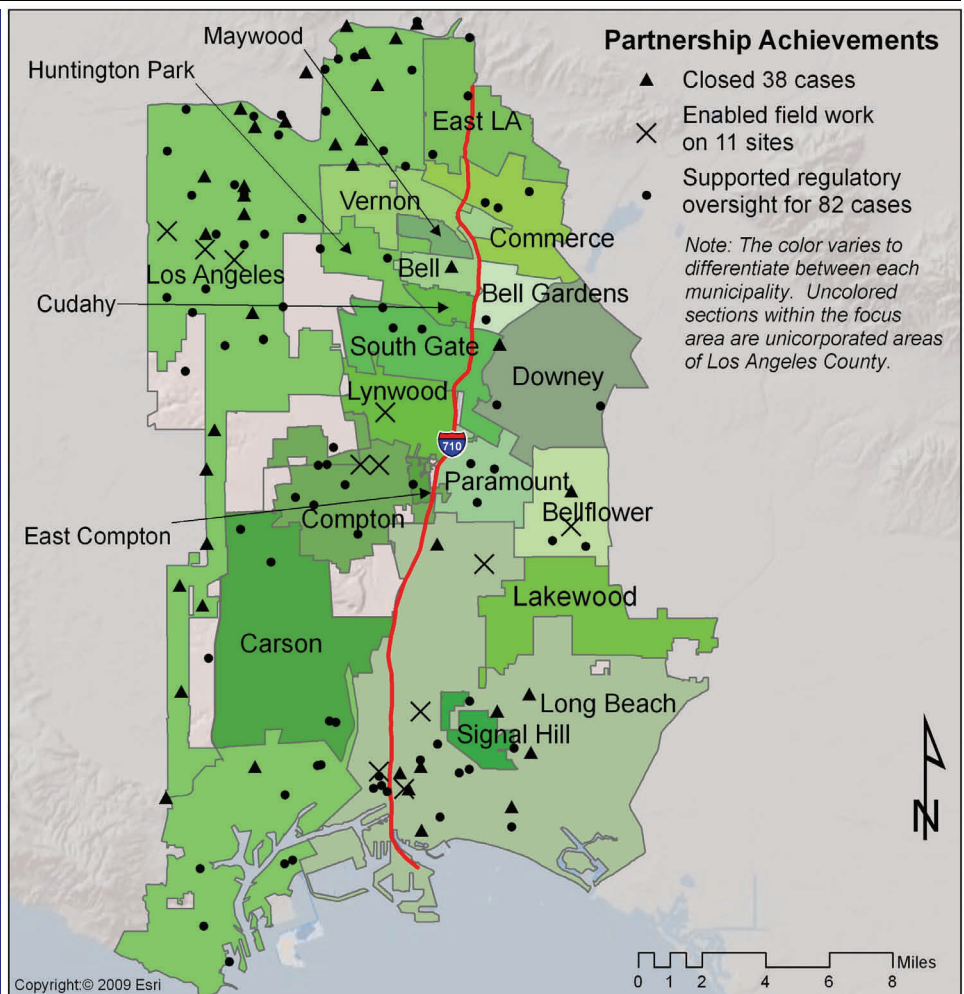 Partnership Achievements
Closed 38 cases
Enabled field work
on 11 sites
Supported regulatory
oversight for 82 cases
Note: The color varies to
differentiate between each
municipality. Uncolored
sections within the focus
area are unicorporated areas
of Los Angeles County.
Maywood
Huntington Park
East LA
Vernon
Commerce
Los Angeles
Bell
Cudahy
Bell Gardens
South Gate
Downey
Lynwood
710
Paramount
Bellflower
Compton
East Compton
Lakewood
Carson
Long Beach
Signal Hill
N
Miles
0 1 2 4 6 8
Copyright:© 2009 Esri